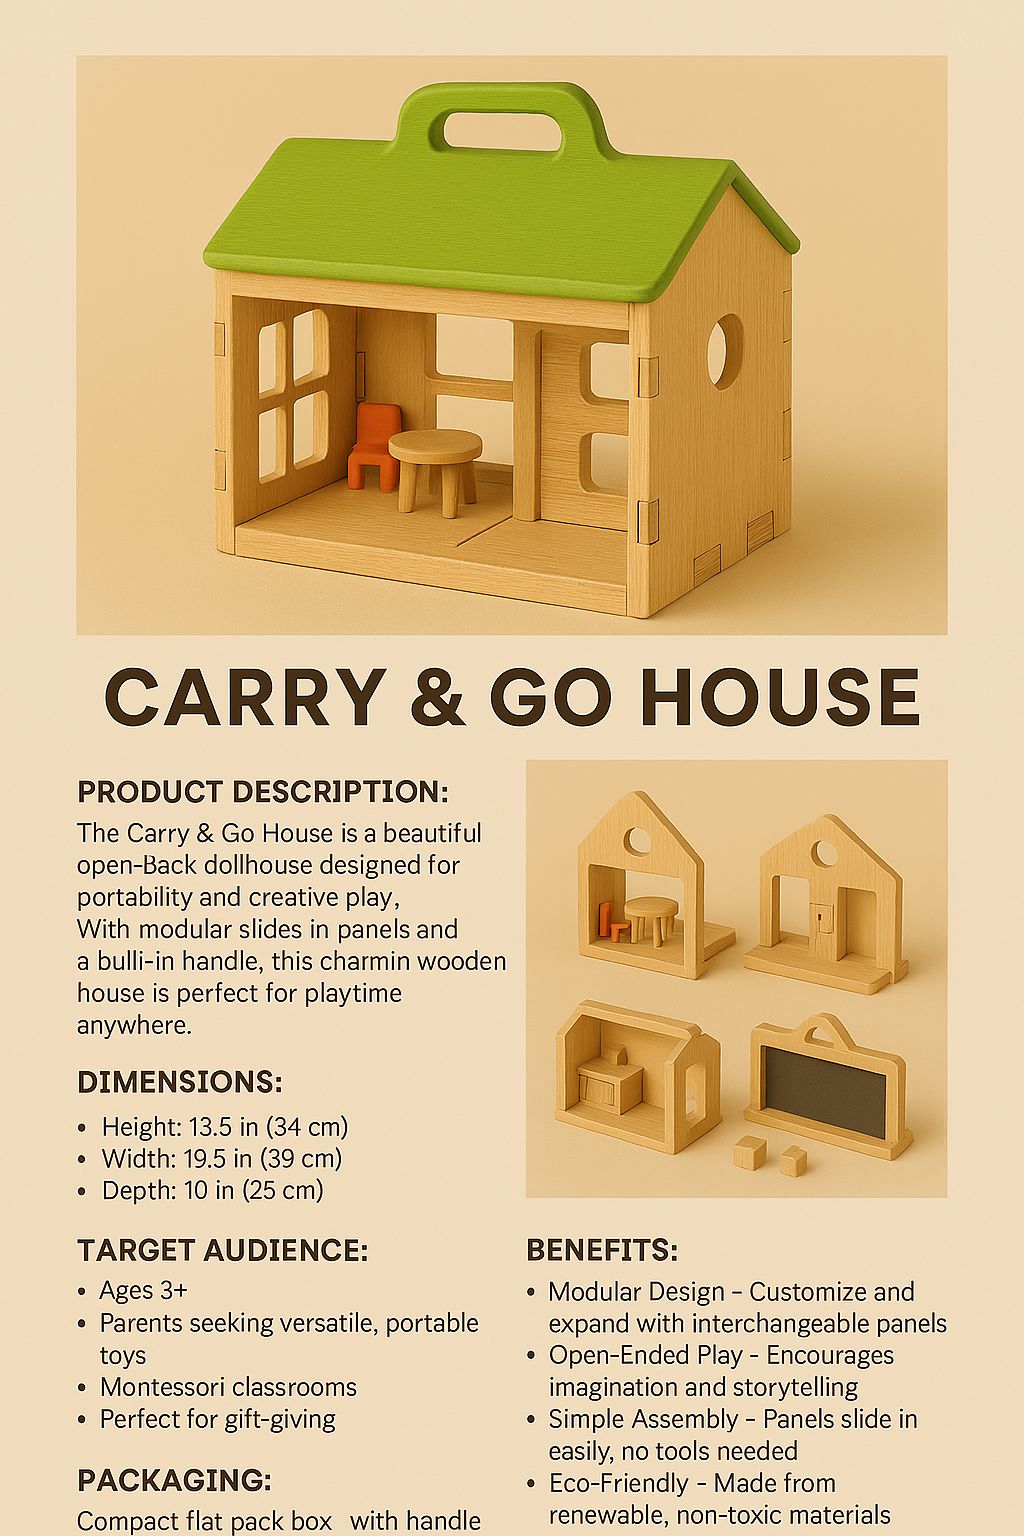 CARRY & GO HOUSE
PRODUCT DESCRIPTION:
The Carry & Go House is a beautiful
open-Back dollhouse designed for
portability and creative play,
With modular slides in panels and
a bulli-in handle, this charmin wooden
house is perfect for playtime
anywhere.
DIMENSIONS:
• Height: 13.5 in (34 cm)
• Width: 19.5 in (39 cm)
• Depth: 10 in (25 cm)
TARGET AUDIENCE:
• Ages 3+
• Parents seeking versatile, portable
toys
• Montessori classrooms
• Perfect for gift-giving
PACKAGING:
Compact flat pack box with handle
BENEFITS:
• Modular Design – Customize and
expand with interchangeable panels
• Open-Ended Play - Encourages
imagination and storytelling
• Simple Assembly – Panels slide in
easily, no tools needed
• Eco-Friendly - Made from
renewable, non-toxic materials